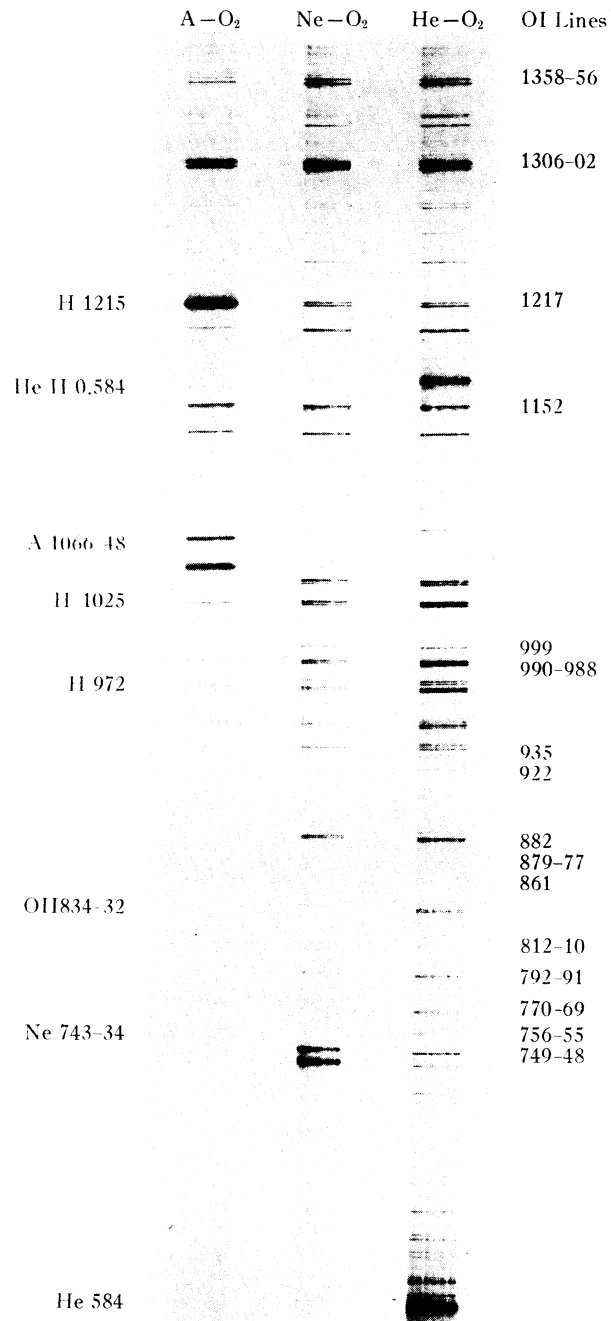 A–O₂ Ne–O₂ He–O₂ OI Lines
1358–56
1306–02
H 1215 1217
He II 0,584
1152
A 1066–48
H 1025
999
990–988
H 972
935
922
882
879–77
861
OII834–32
812–10
792–91
770–69
Ne 743–34 756–55
749–48
He 584